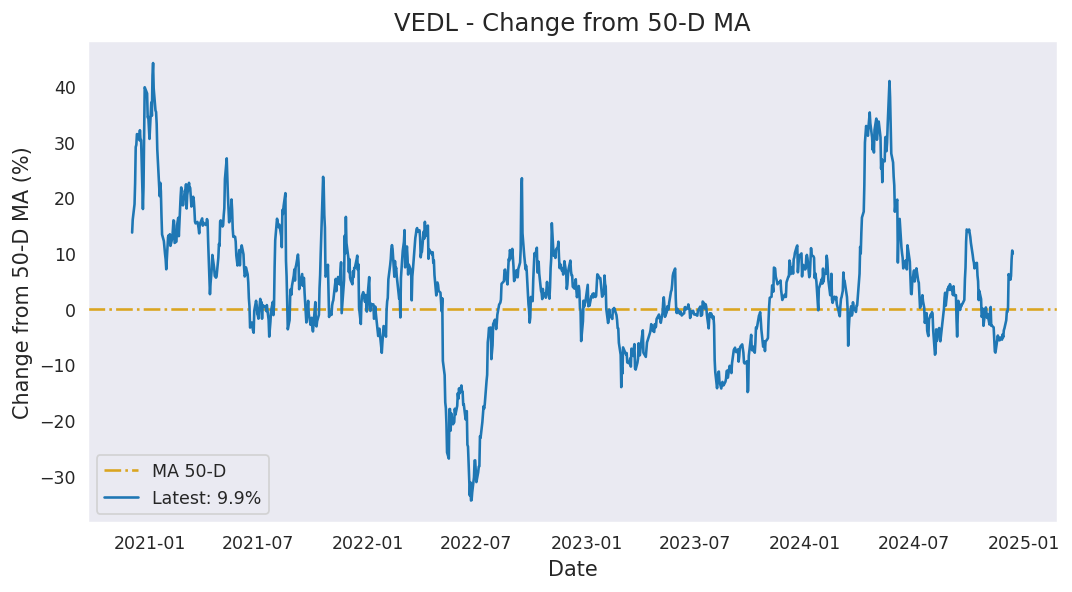 VEDL - Change from 50-D MA
Change from 50-D MA (%)
40
30
20
10
0
−10
−20
−30
MA 50-D
Latest: 9.9%
2021-01 2021-07 2022-01 2022-07 2023-01 2023-07 2024-01 2024-07 2025-01
Date